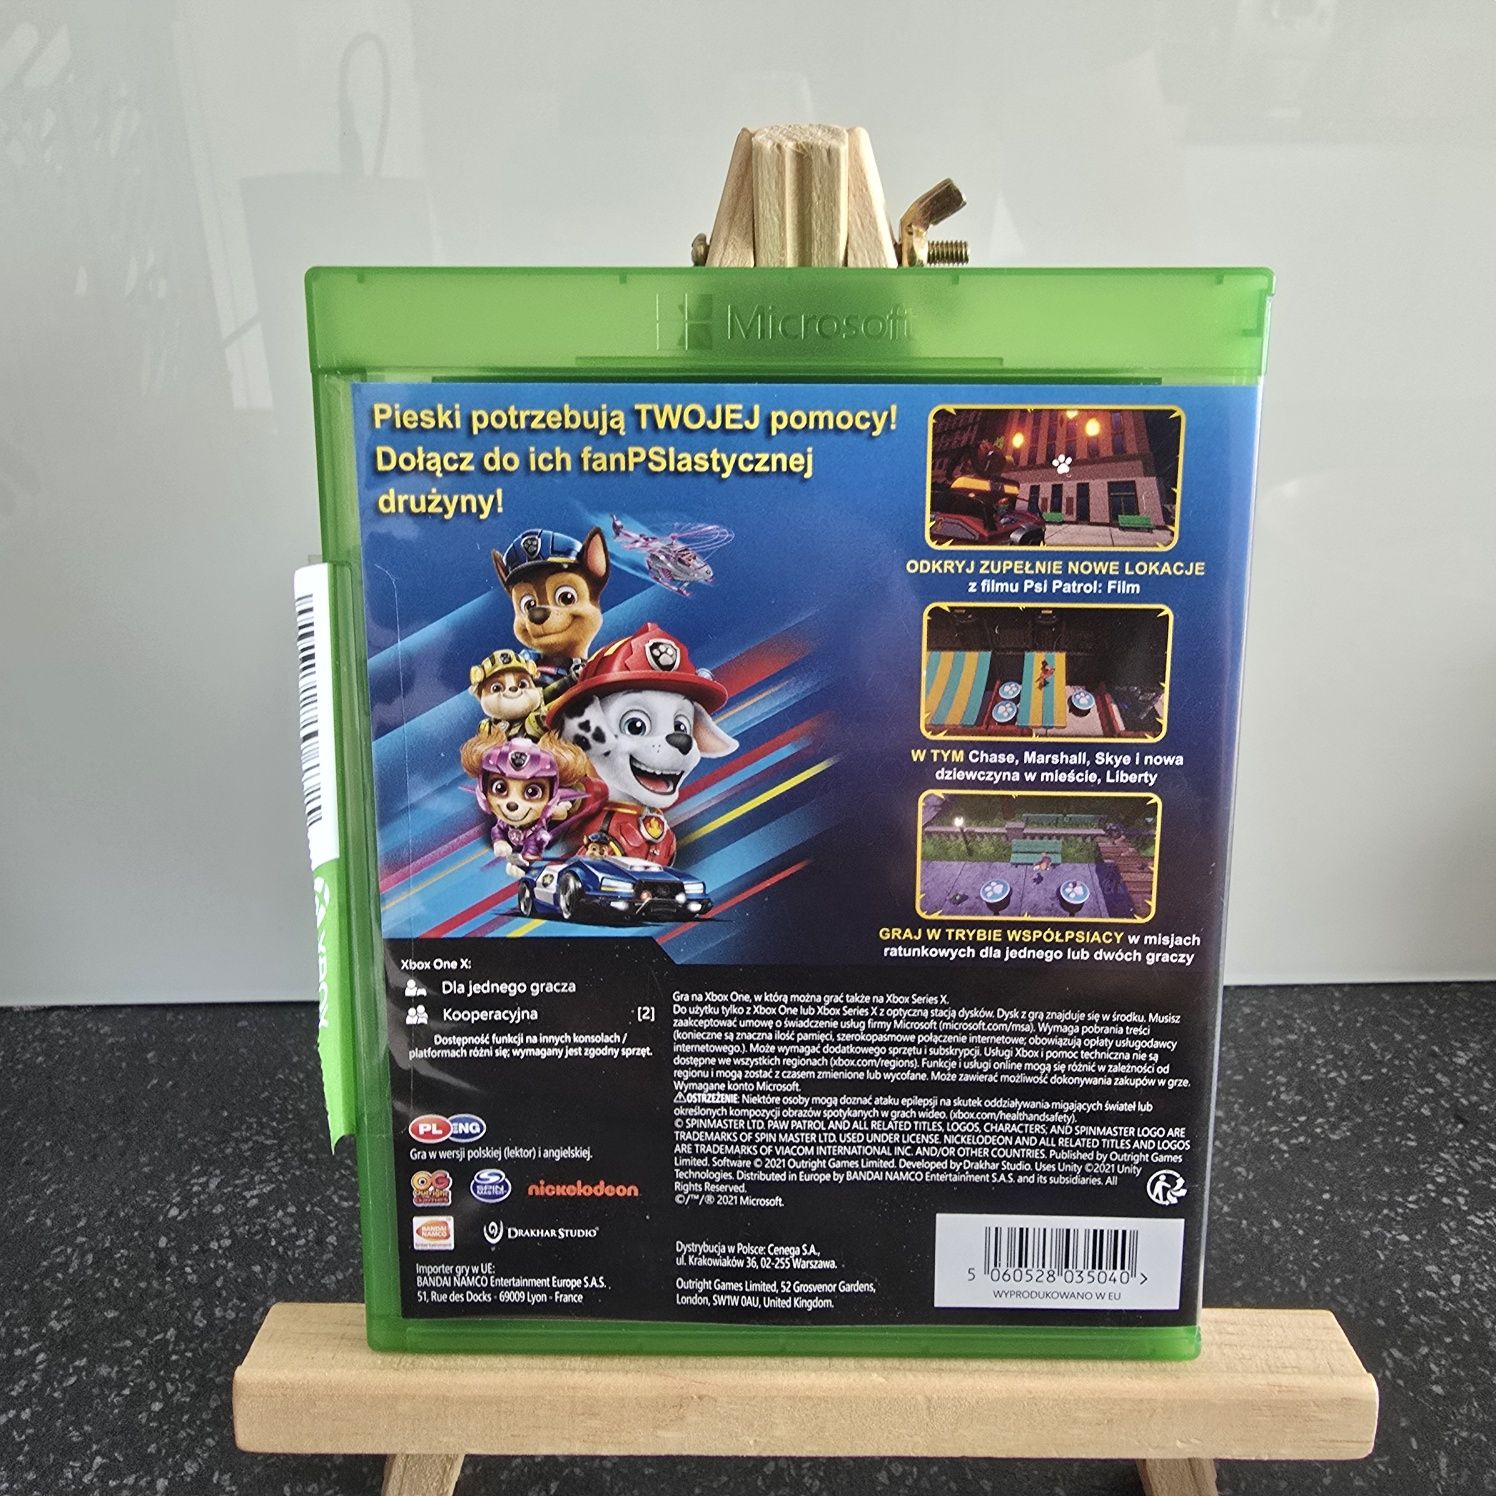 Microsoft
Pieski potrzebują TWOJEJ pomocy!
Dołącz do ich fanPSIastycznej
drużyny!
ODKRYJ ZUPEŁNIE NOWE LOKACJE
z filmu Psi Patrol: Film
W TYM Chase, Marshall, Skye i nowa
dziewczyna w mieście, Liberty
GRAJ W TRYBIE WSPÓŁPSIACY w misjach
ratunkowych dla jednego lub dwóch graczy
XBOX
Xbox One X:
Dla jednego gracza
Kooperacyjna [2]
Dostępność funkcji na innych konsolach /
platformach różni się; wymagany jest zgodny sprzęt.
PL ENG
Gra w wersji polskiej (lektor) i angielskiej.
OG Outright Games
SPIN MASTER
nickelodeon
BANDAI NAMCO
DRAKHAR STUDIO
Importer gry w UE:
BANDAI NAMCO Entertainment Europe S.A.S.
51, Rue des Docks - 69009 Lyon - France
Gra na Xbox One, w którą można grać także na Xbox Series X.
Do użytku tylko z Xbox One lub Xbox Series X z optyczną stacją dysków. Dysk z grą znajduje się w środku. Musisz
zaakceptować umowę o świadczenie usług firmy Microsoft (microsoft.com/msa). Wymaga pobrania treści
(konieczne są znaczna ilość pamięci, szerokopasmowe połączenie internetowe; obowiązują opłaty usługodawcy
internetowego.). Może wymagać dodatkowego sprzętu i subskrypcji. Usługi Xbox i pomoc techniczna nie są
dostępne we wszystkich regionach (xbox.com/regions). Funkcje i usługi online mogą się różnić w zależności od
regionu i mogą zostać z czasem zmienione lub wycofane. Może zawierać możliwość dokonywania zakupów w grze.
Wymagane konto Microsoft.
⚠OSTRZEŻENIE: Niektóre osoby mogą doznać ataku epilepsji na skutek oddziaływania migających świateł lub
określonych kompozycji obrazów spotykanych w grach wideo. (xbox.com/healthandsafety).
© SPINMASTER LTD. PAW PATROL AND ALL RELATED TITLES, LOGOS, CHARACTERS; AND SPINMASTER LOGO ARE
TRADEMARKS OF SPIN MASTER LTD. USED UNDER LICENSE. NICKELODEON AND ALL RELATED TITLES AND LOGOS
ARE TRADEMARKS OF VIACOM INTERNATIONAL INC. AND/OR OTHER COUNTRIES. Published by Outright Games
Limited. Software © 2021 Outright Games Limited. Developed by Drakhar Studio. Uses Unity ©2021 Unity
Technologies. Distributed in Europe by BANDAI NAMCO Entertainment S.A.S. and its subsidiaries. All
Rights Reserved.
©/™/® 2021 Microsoft.
Dystrybucja w Polsce: Cenega S.A.,
ul. Krakowiaków 36, 02-255 Warszawa.
Outright Games Limited, 52 Grosvenor Gardens,
London, SW1W 0AU, United Kingdom.
5 060528 035040 >
WYPRODUKOWANO W EU